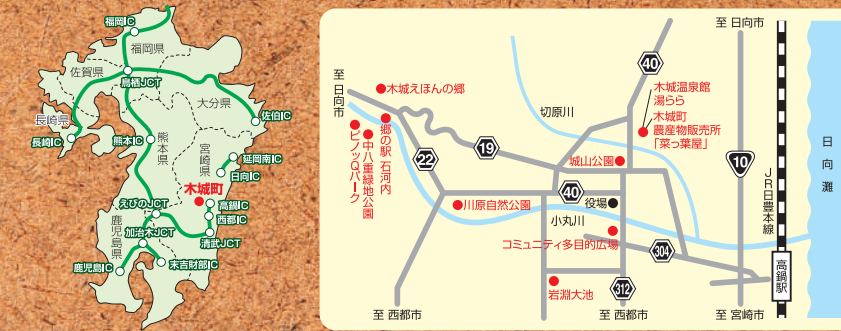 福岡IC
福岡県
佐賀県
鳥栖JCT
大分県
長崎県
長崎IC
熊本IC
熊本県
佐伯IC
宮崎県
延岡南IC
日向IC
木城町
えびのJCT
高鍋IC
西都IC
鹿児島県
加治木JCT
清武JCT
鹿児島IC
末吉財部IC
至 日向市
至 日向市
40
木城えほんの郷
木城温泉館
湯らら
木城町
農産物販売所
「菜っ葉屋」
切原川
郷の駅 石河内
中八重緑地公園
ピノッQパーク
19
22
城山公園
10
日向灘
JR日豊本線
40
役場
川原自然公園
小丸川
コミュニティ多目的広場
304
高鍋駅
岩淵大池
312
至 西都市
至 西都市
至 宮崎市